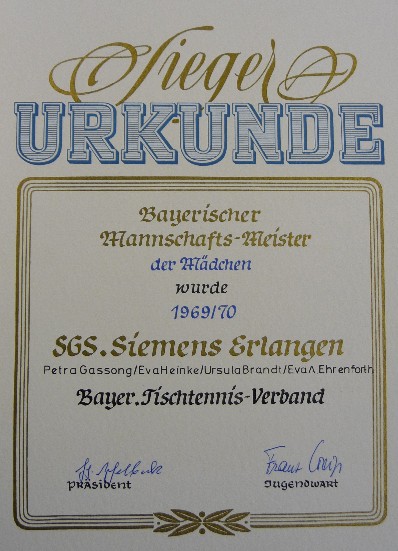 Sieger
URKUNDE
Bayerischer
Mannschafts-Meister
der Mädchen
wurde
1969/70
SGS. Siemens Erlangen
Petra Gassong/Eva Heinke/Ursula Brandt/Eva Ehrenforth
Bayer. Tischtennis-Verband
PRÄSIDENT Jugendwart